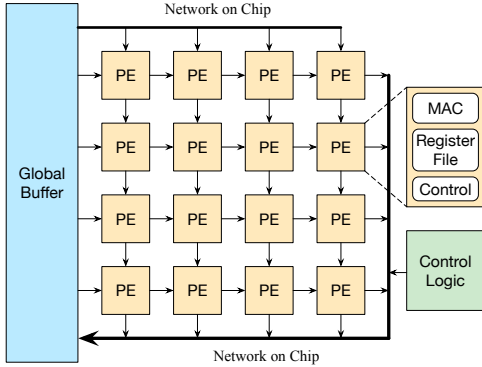 Network on Chip
PE PE PE PE
MAC
PE PE PE PE
Register
File
Global
Buffer
Control
PE PE PE PE
Control
Logic
PE PE PE PE
Network on Chip